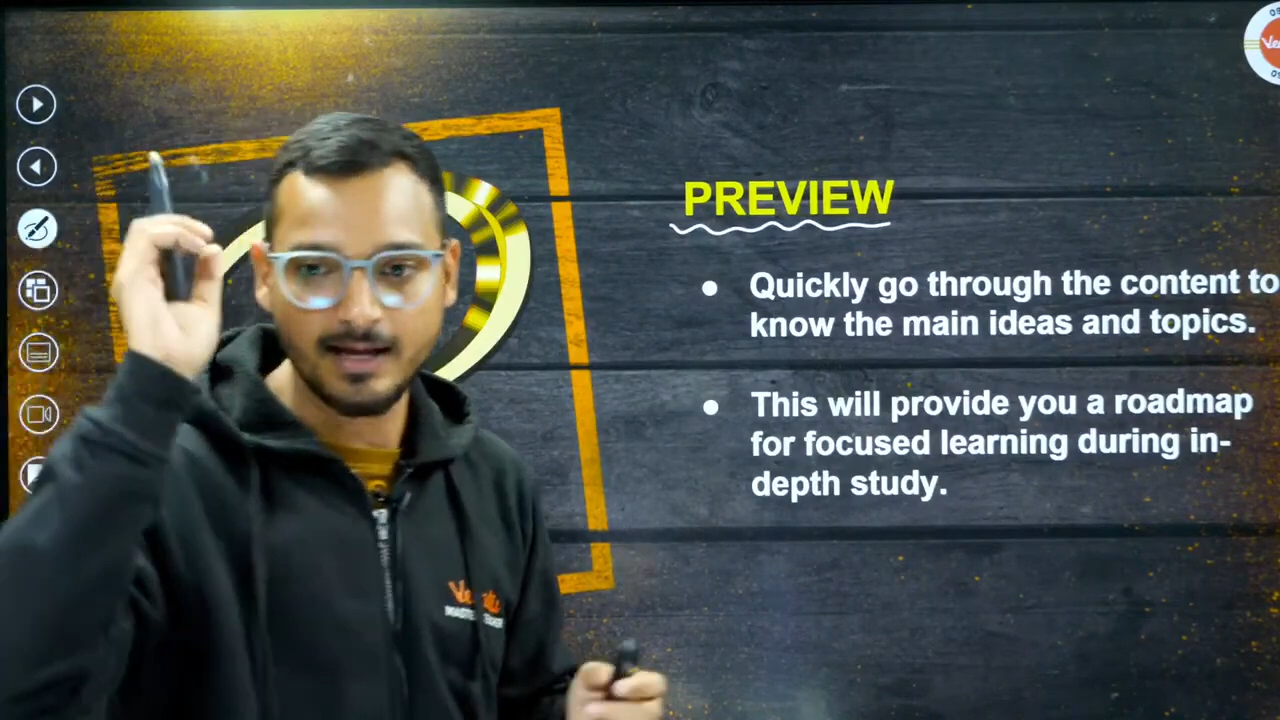 PREVIEW
● Quickly go through the content to
know the main ideas and topics.
● This will provide you a roadmap
for focused learning during in-
depth study.